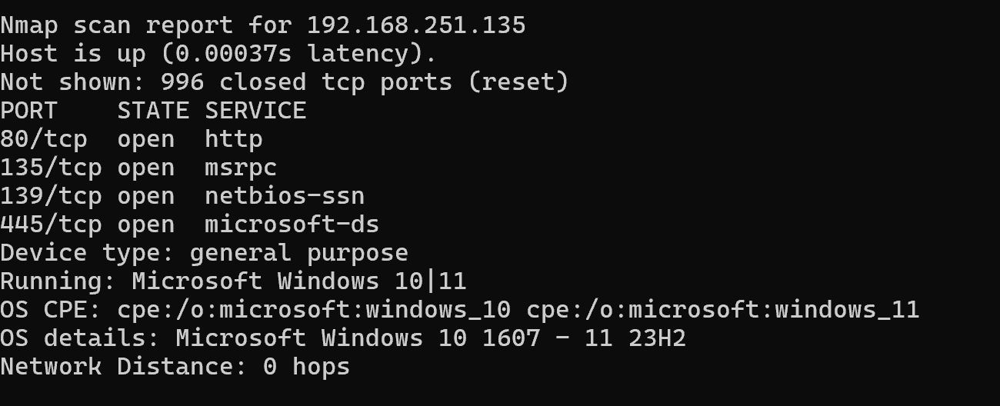 Nmap scan report for 192.168.251.135
Host is up (0.00037s latency).
Not shown: 996 closed tcp ports (reset)
PORT    STATE SERVICE
80/tcp  open  http
135/tcp open  msrpc
139/tcp open  netbios-ssn
445/tcp open  microsoft-ds
Device type: general purpose
Running: Microsoft Windows 10|11
OS CPE: cpe:/o:microsoft:windows_10 cpe:/o:microsoft:windows_11
OS details: Microsoft Windows 10 1607 - 11 23H2
Network Distance: 0 hops